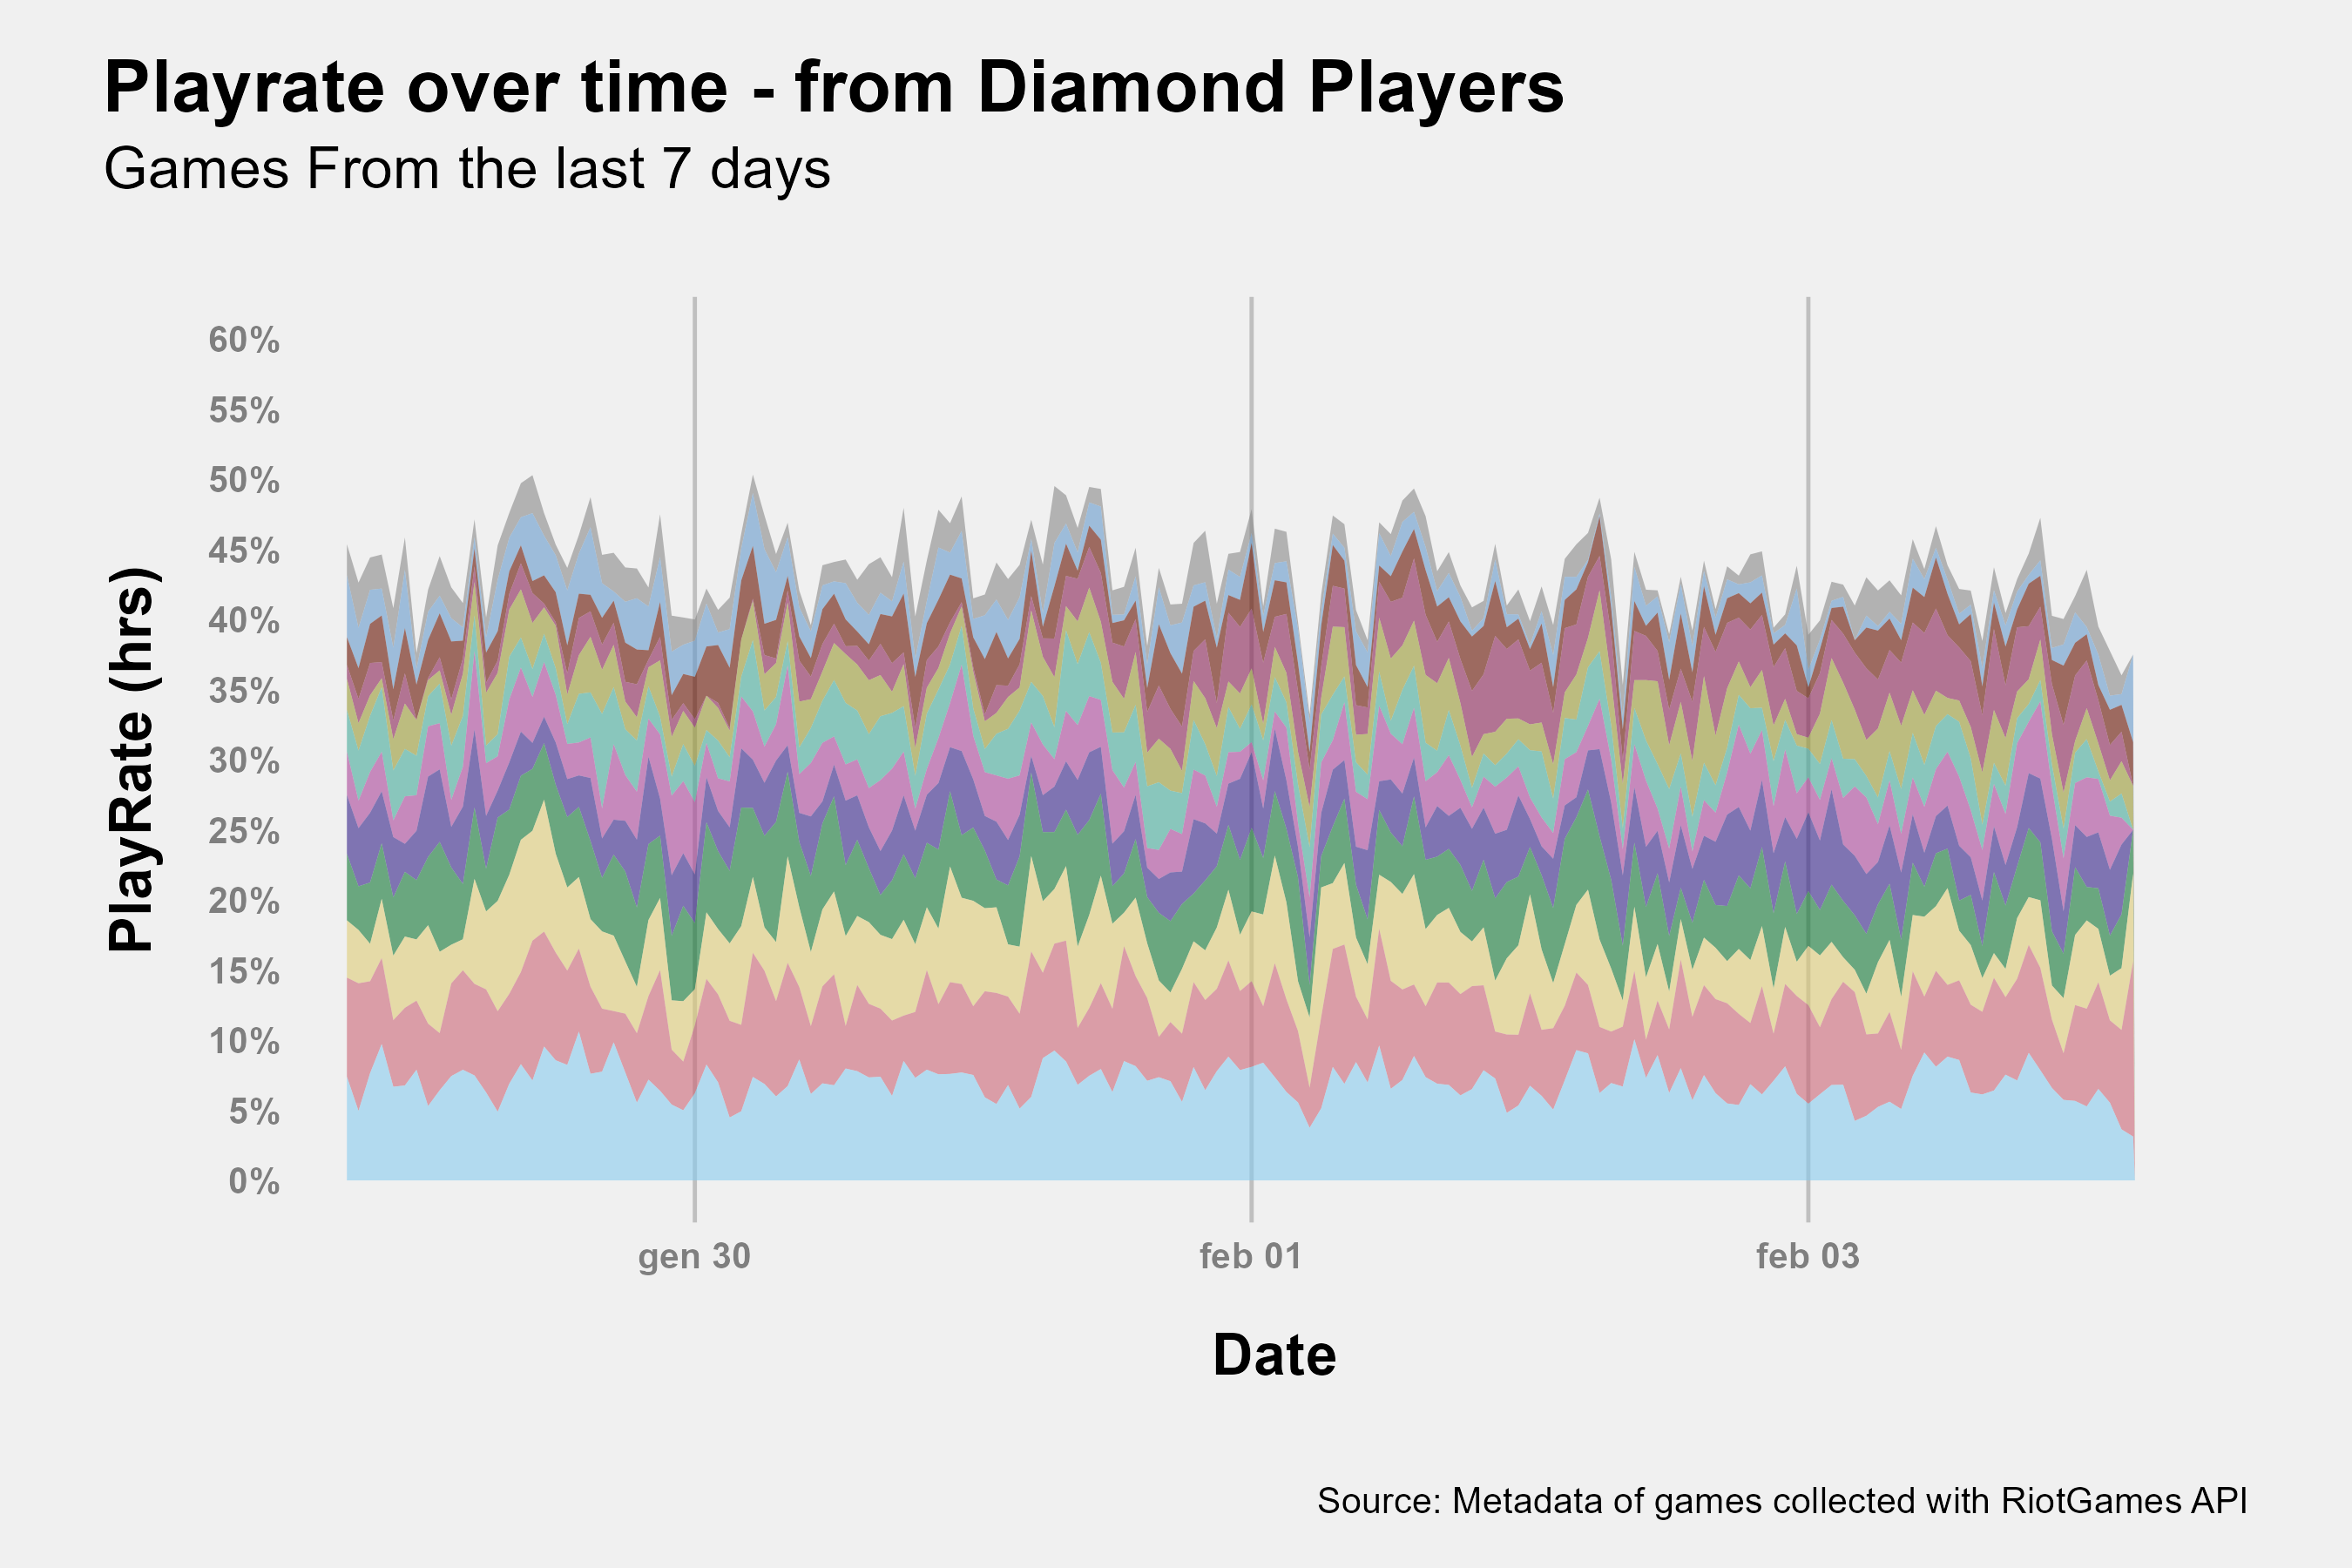 Playrate over time - from Diamond Players
Games From the last 7 days
60%
55%
50%
45%
40%
35%
30%
25%
20%
15%
10%
5%
0%
PlayRate (hrs)
gen 30
feb 01
feb 03
Date
Source: Metadata of games collected with RiotGames API